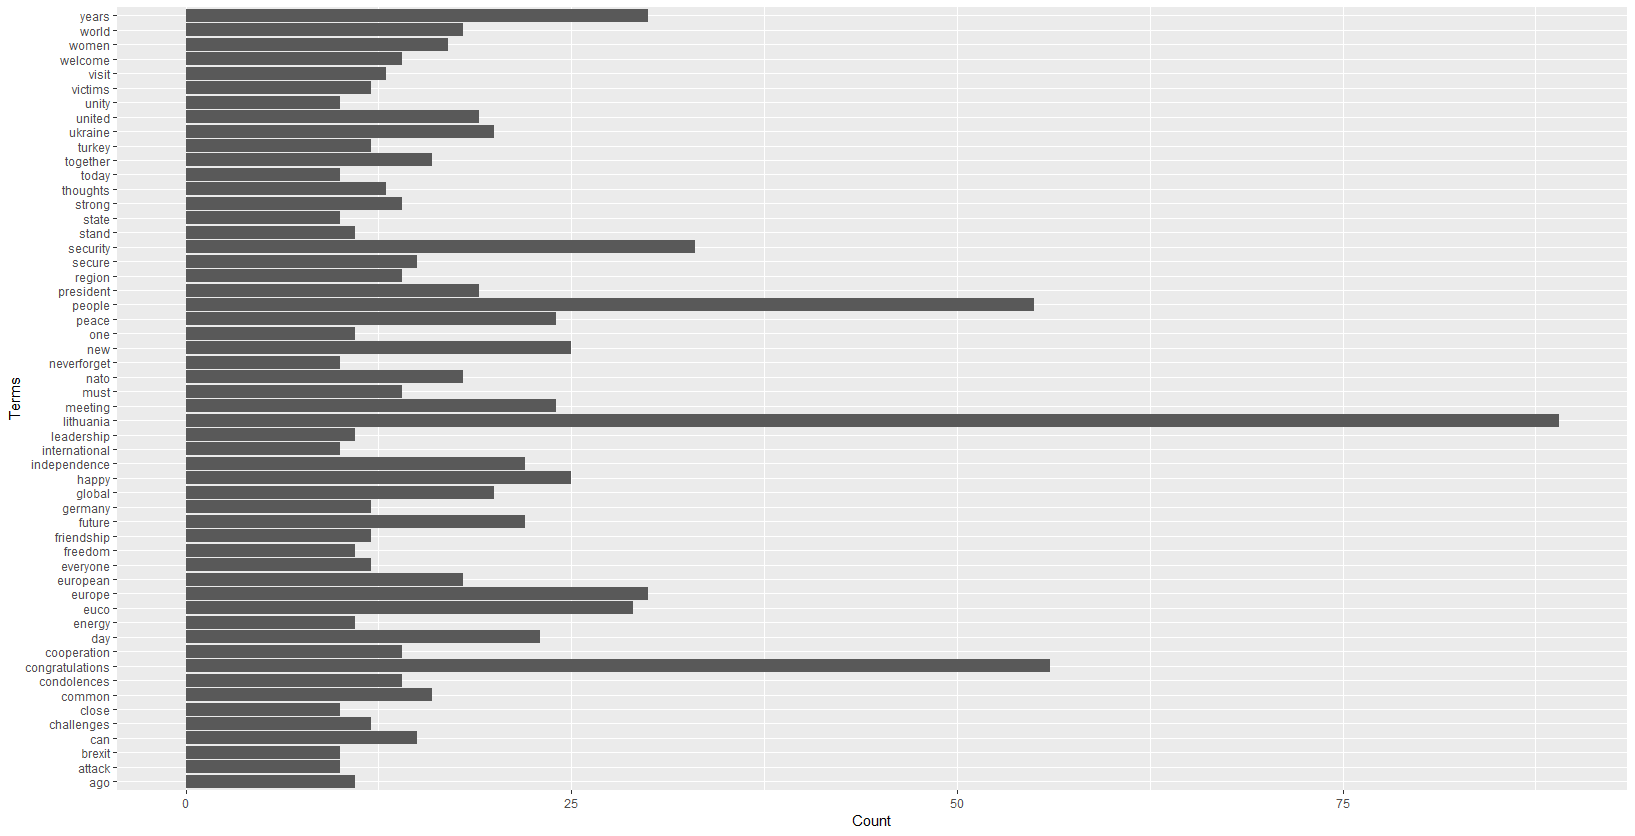 years
world
women
welcome
visit
victims
unity
united
ukraine
turkey
together
today
thoughts
strong
state
stand
security
secure
region
president
people
peace
one
new
neverforget
nato
must
meeting
lithuania
leadership
international
independence
happy
global
germany
future
friendship
freedom
everyone
european
europe
euco
energy
day
cooperation
congratulations
condolences
common
close
challenges
can
brexit
attack
ago
Terms
0 25 50 75
Count